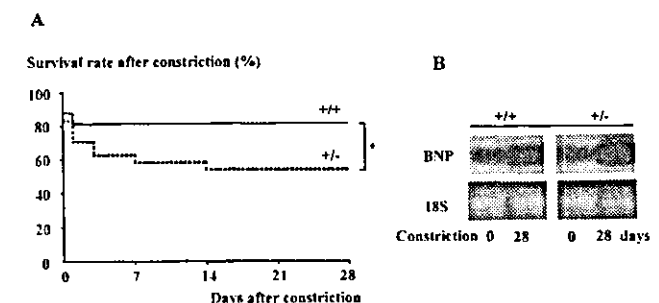 A
Survival rate after constriction (%)
100
80
60
40
20
0
+/+
+/-
*
0 7 14 21 28
Days after constriction
B
+/+ +/-
BNP
18S
Constriction 0 28 0 28 days